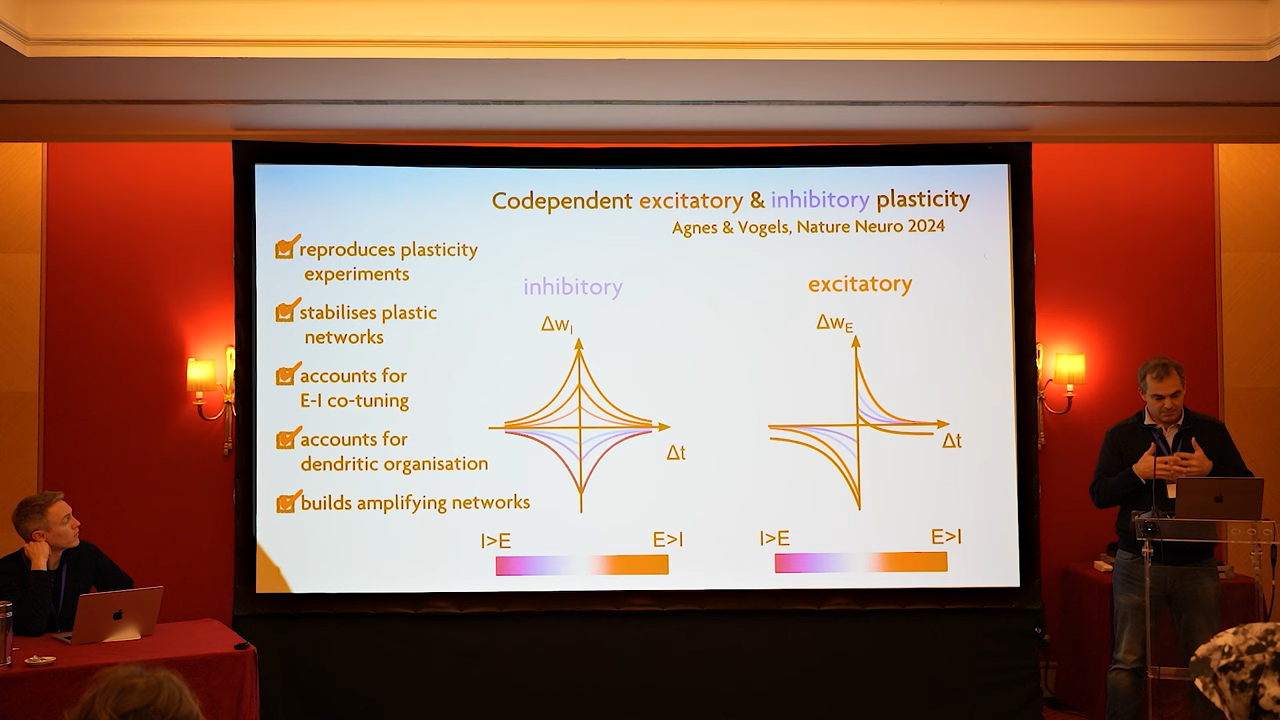 Codependent excitatory & inhibitory plasticity
Agnes & Vogels, Nature Neuro 2024
reproduces plasticity
experiments
stabilises plastic
networks
accounts for
E-I co-tuning
accounts for
dendritic organisation
builds amplifying networks
inhibitory
Δw_I
Δt
I>E E>I
excitatory
Δw_E
Δt
I>E E>I